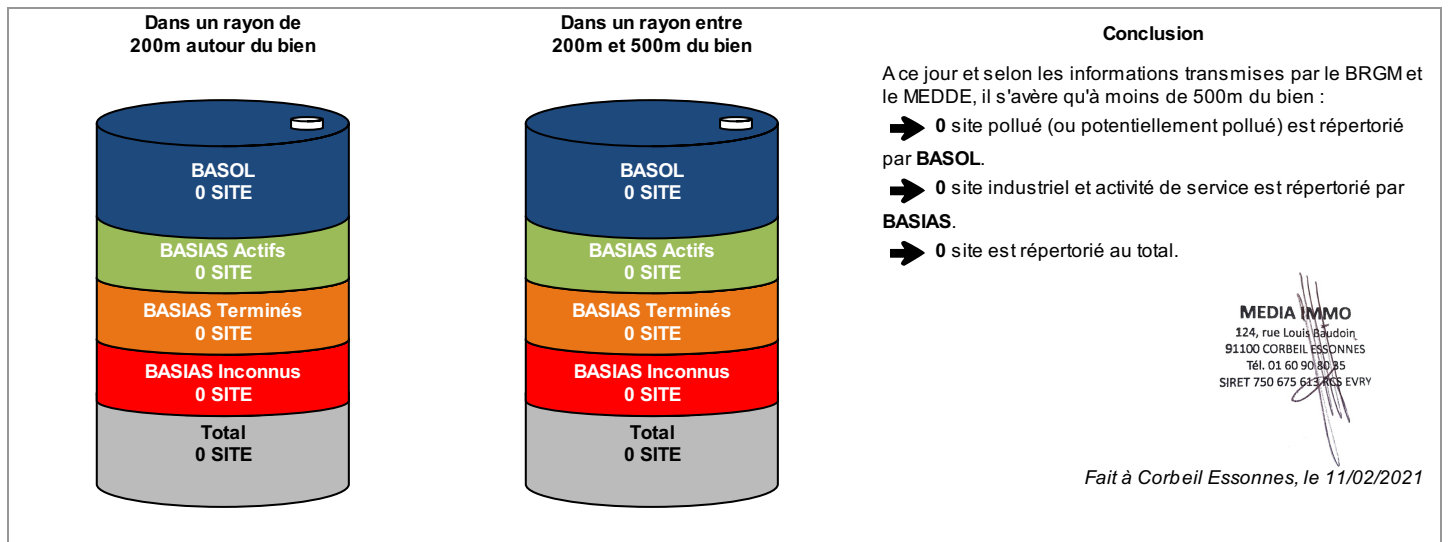 Dans un rayon de
200m autour du bien
BASOL
0 SITE
BASIAS Actifs
0 SITE
BASIAS Terminés
0 SITE
BASIAS Inconnus
0 SITE
Total
0 SITE
Dans un rayon entre
200m et 500m du bien
BASOL
0 SITE
BASIAS Actifs
0 SITE
BASIAS Terminés
0 SITE
BASIAS Inconnus
0 SITE
Total
0 SITE
Conclusion
A ce jour et selon les informations transmises par le BRGM et
le MEDDE, il s'avère qu'à moins de 500m du bien :
0 site pollué (ou potentiellement pollué) est répertorié
par BASOL.
0 site industriel et activité de service est répertorié par
BASIAS.
0 site est répertorié au total.
MEDIA IMMO
124, rue Louis Baudoin
91100 CORBEIL ESSONNES
Tél. 01 60 90 80 85
SIRET 750 675 613 RCS EVRY
Fait à Corbeil Essonnes, le 11/02/2021